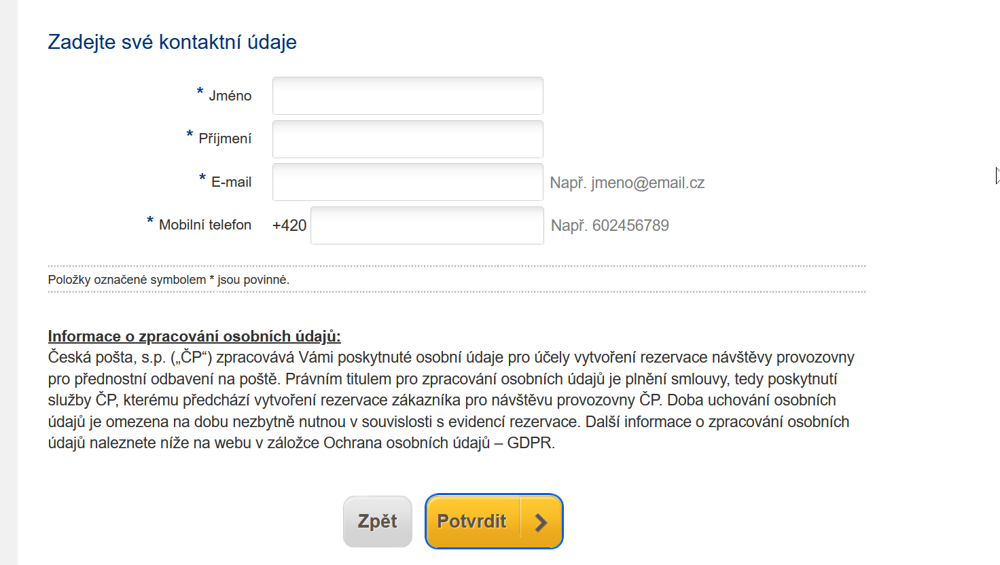 Zadejte své kontaktní údaje
* Jméno
* Příjmení
* E-mail Např. jmeno@email.cz
* Mobilní telefon +420 Např. 602456789
Položky označené symbolem * jsou povinné.
Informace o zpracování osobních údajů:
Česká pošta, s.p. („ČP“) zpracovává Vámi poskytnuté osobní údaje pro účely vytvoření rezervace návštěvy provozovny
pro přednostní odbavení na poště. Právním titulem pro zpracování osobních údajů je plnění smlouvy, tedy poskytnutí
služby ČP, kterému předchází vytvoření rezervace zákazníka pro návštěvu provozovny ČP. Doba uchování osobních
údajů je omezena na dobu nezbytně nutnou v souvislosti s evidencí rezervace. Další informace o zpracování osobních
údajů naleznete níže na webu v záložce Ochrana osobních údajů – GDPR.
Zpět Potvrdit